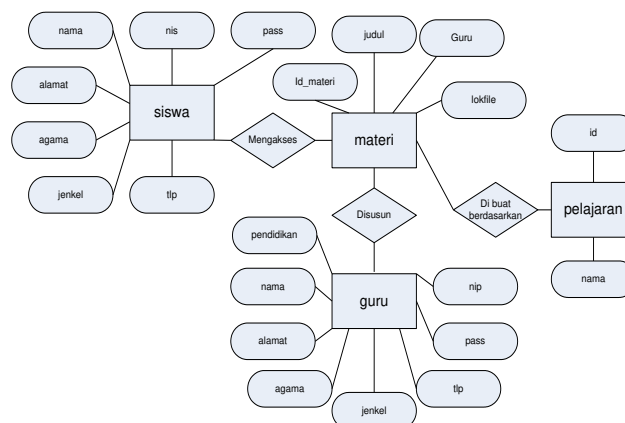 nama
nis
pass
judul
Guru
alamat
siswa
Id_materi
lokfile
agama
Mengakses
materi
id
jenkel
tlp
Disusun
Di buat
berdasarkan
pelajaran
pendidikan
nama
guru
nip
nama
alamat
pass
agama
tlp
jenkel